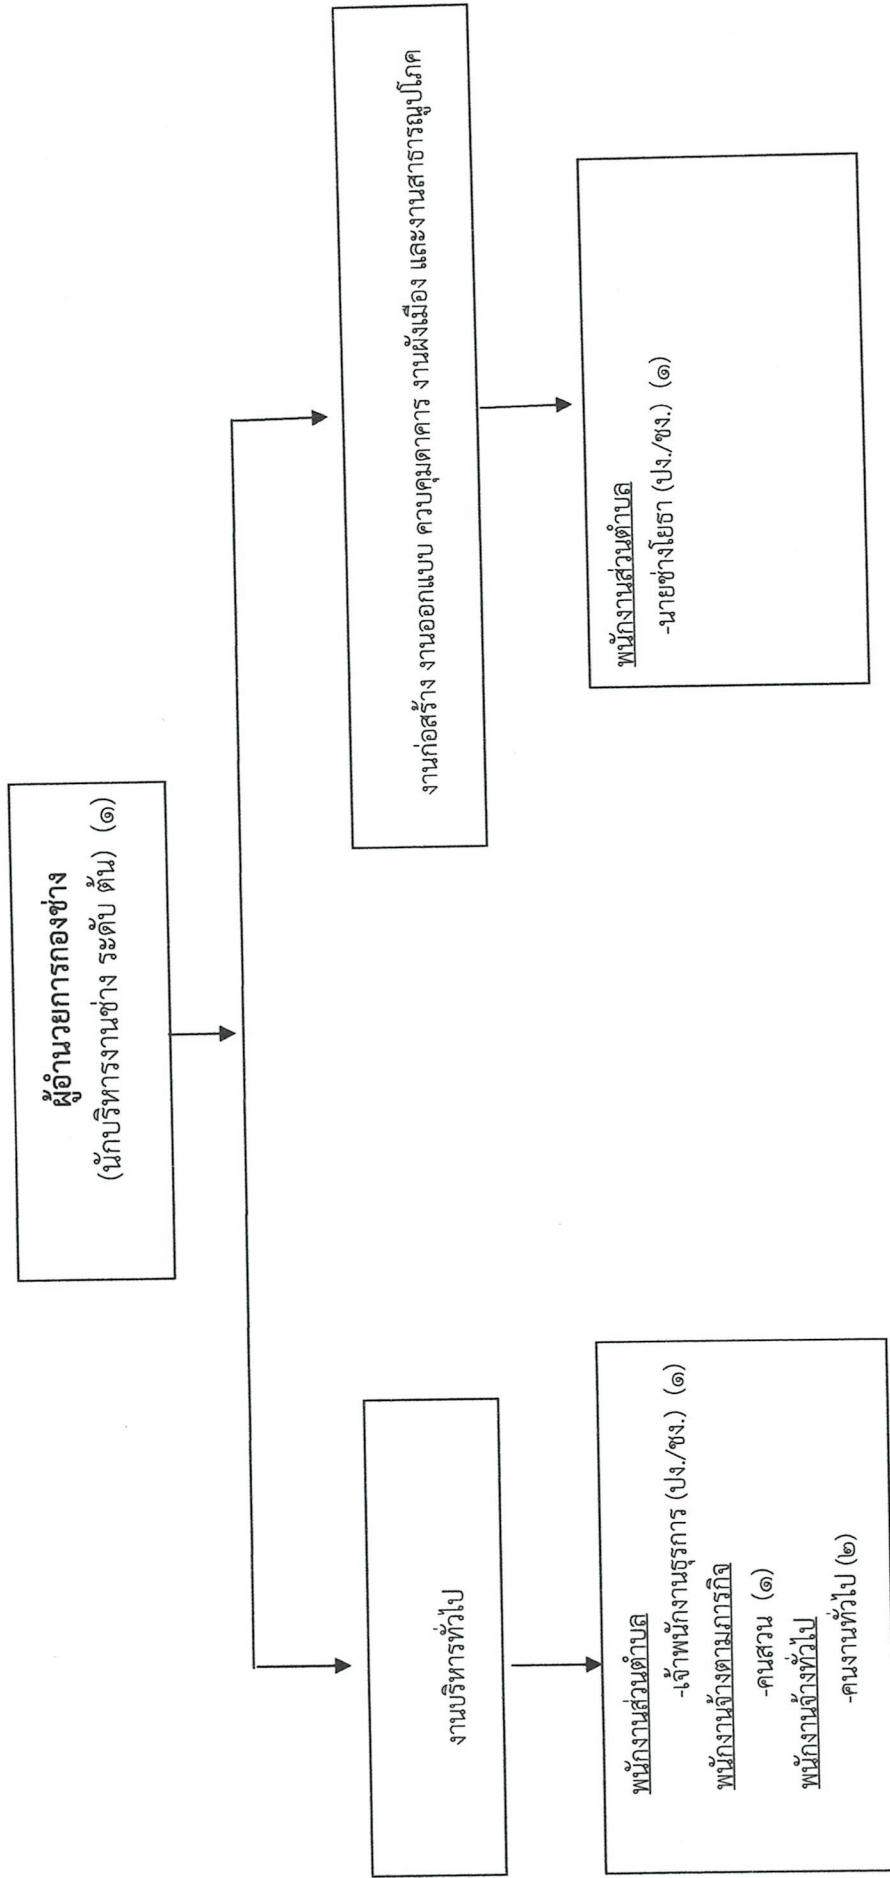 ผู้อำนวยการกองช่าง
(นักบริหารงานช่าง ระดับ ต้น) (๑)
งานบริหารทั่วไป
พนักงานส่วนตำบล
-เจ้าพนักงานธุรการ (ปง./ชง.) (๑)
พนักงานจ้างตามภารกิจ
-คนสวน (๑)
พนักงานจ้างทั่วไป
-คนงานทั่วไป (๒)
งานก่อสร้าง งานออกแบบ ควบคุมดาคาร งานผังเมือง และงานสาธารณูปโภค
พนักงานส่วนตำบล
-นายช่างโยธา (ปง./ชง.) (๑)